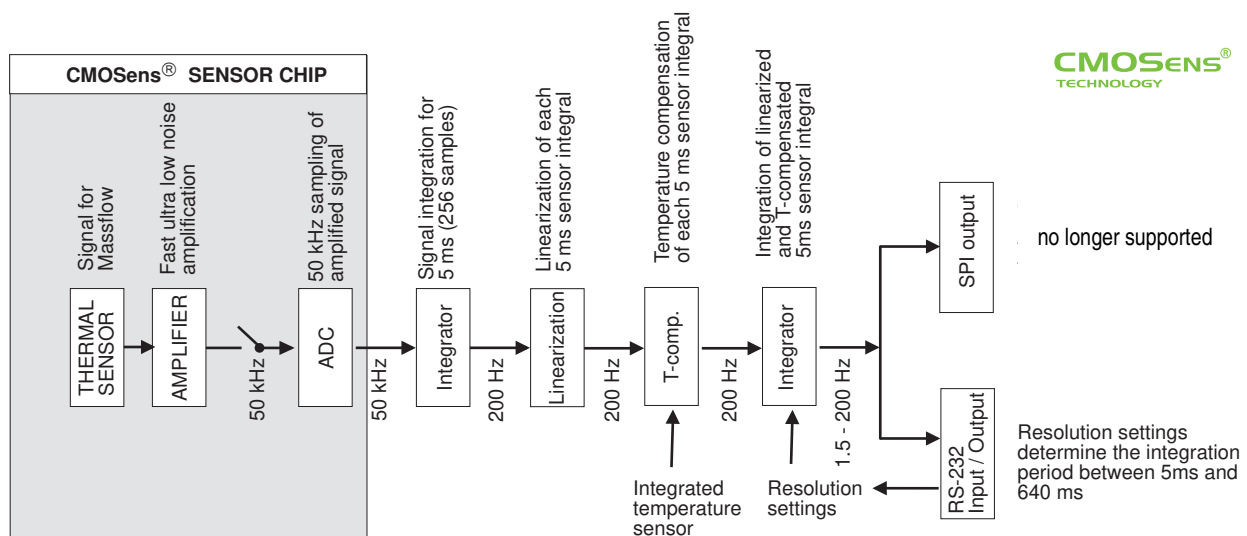 CMOSens® SENSOR CHIP
CMOSENS®
TECHNOLOGY
Signal for
Massflow
Fast ultra low noise
amplification
50 kHz sampling of
amplified signal
Signal integration for
5 ms (256 samples)
Linearization of each
5 ms sensor integral
Temperature compensation
of each 5 ms sensor integral
Integration of linearized
and T-compensated
5ms sensor integral
THERMAL
SENSOR
AMPLIFIER
50 kHz
ADC
50 kHz
Integrator
200 Hz
Linearization
200 Hz
T-comp.
200 Hz
Integrator
1.5 - 200 Hz
SPI output
no longer supported
RS-232
Input / Output
Resolution settings
determine the integration
period between 5ms and
640 ms
Integrated
temperature
sensor
Resolution
settings